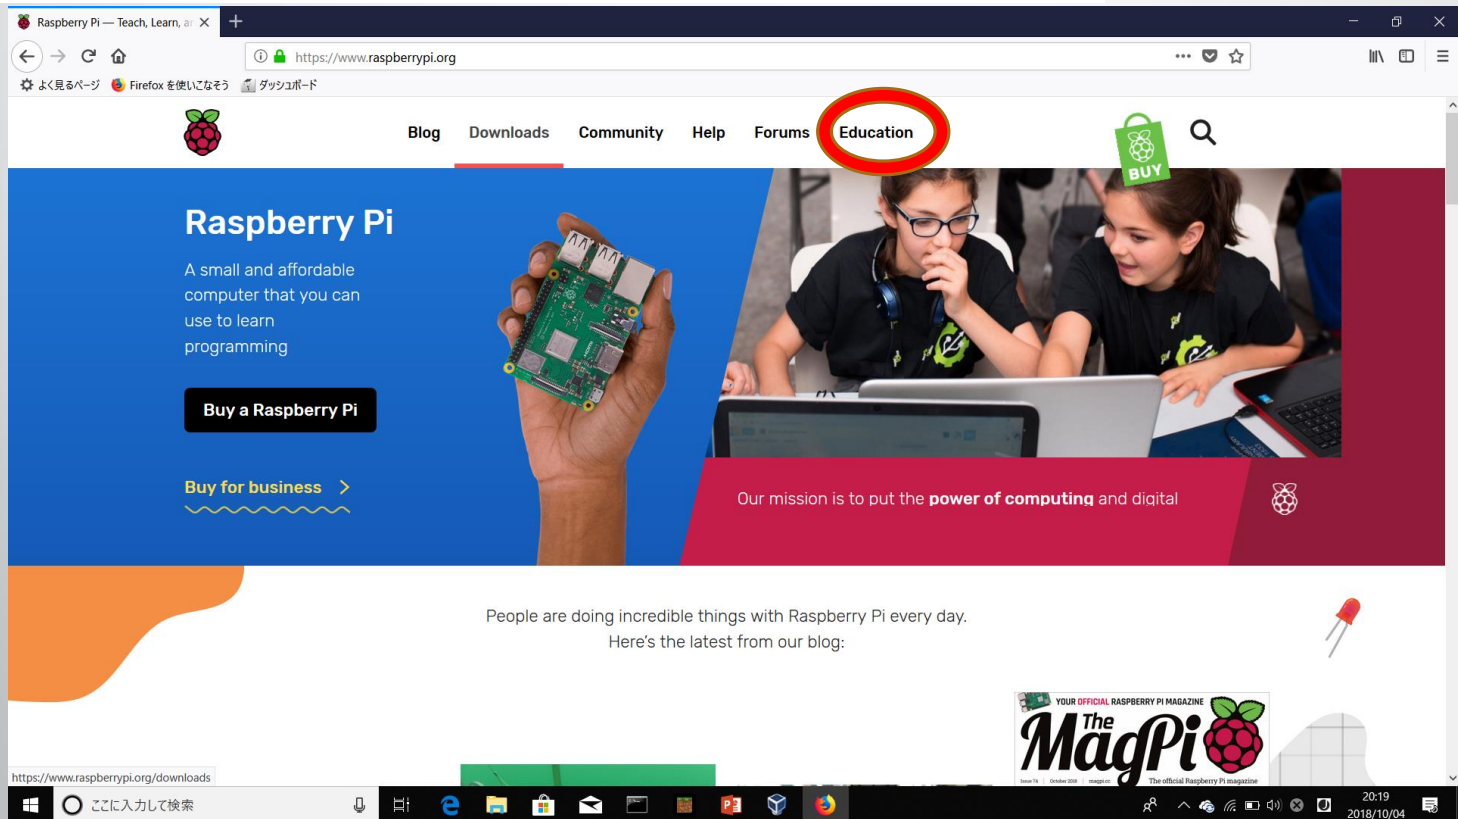 Raspberry Pi — Teach, Learn, a
https://www.raspberrypi.org
よく見るページ Firefox を使いこなそう ダッシュボード
Blog Downloads Community Help Forums Education
BUY
Raspberry Pi
A small and affordable
computer that you can
use to learn
programming
Buy a Raspberry Pi
Buy for business
Our mission is to put the power of computing and digital
People are doing incredible things with Raspberry Pi every day.
Here's the latest from our blog:
YOUR OFFICIAL RASPBERRY PI MAGAZINE
The
MagPi
Issue 74 October 2018 magpi.cc The official Raspberry Pi magazine
https://www.raspberrypi.org/downloads
ここに入力して検索
20:19
2018/10/04